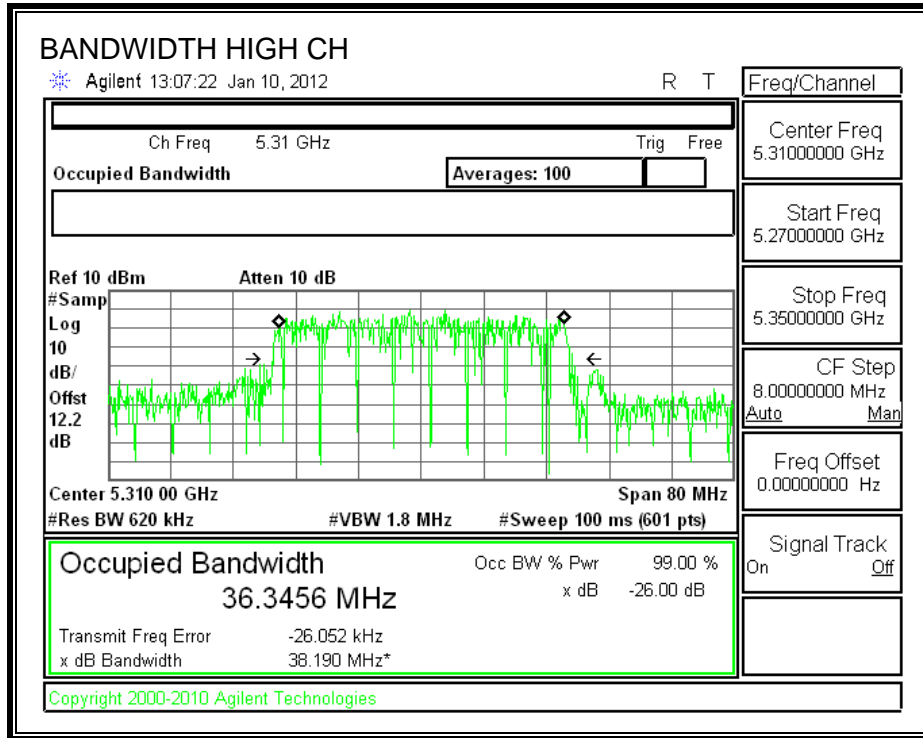 BANDWIDTH HIGH CH
Agilent 13:07:22 Jan 10, 2012 R T
Freq/Channel
Ch Freq 5.31 GHz Trig Free
Occupied Bandwidth Averages: 100
Ref 10 dBm Atten 10 dB
#Samp
Log
10
dB/
Offst
12.2
dB
Center 5.310 00 GHz Span 80 MHz
#Res BW 620 kHz #VBW 1.8 MHz #Sweep 100 ms (601 pts)
Occupied Bandwidth
36.3456 MHz
Occ BW % Pwr 99.00 %
x dB -26.00 dB
Transmit Freq Error -26.052 kHz
x dB Bandwidth 38.190 MHz*
Copyright 2000-2010 Agilent Technologies
Center Freq
5.31000000 GHz
Start Freq
5.27000000 GHz
Stop Freq
5.35000000 GHz
CF Step
8.00000000 MHz
Auto Man
Freq Offset
0.00000000 Hz
Signal Track
On Off